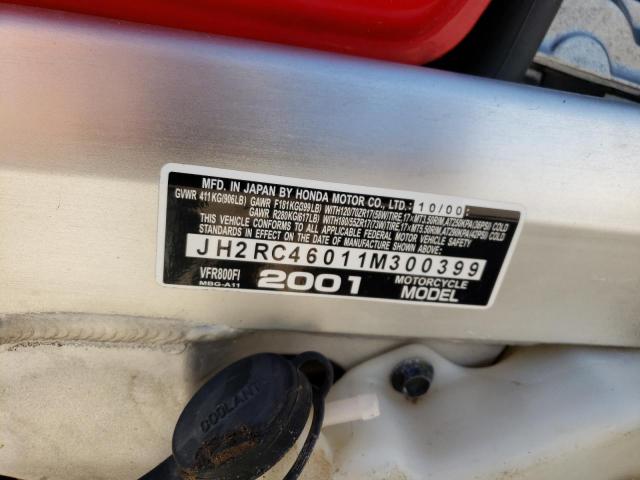 MFD. IN JAPAN BY HONDA MOTOR CO., LTD. 10/00
GVWR 411KG(906LB) GAWR F181KG(399LB) WITH120/70ZR17(58W)TIRE,17×MT3.50RIM,AT250KPA(36PSI) COLD
GAWR R280KG(617LB) WITH180/55ZR17(73W)TIRE,17×MT5.50RIM,AT290KPA(42PSI) COLD
THIS VEHICLE CONFORMS TO ALL APPLICABLE FEDERAL MOTOR VEHICLE SAFETY
STANDARDS IN EFFECT ON THE DATE OF MANUFACTURE SHOWN ABOVE.
JH2RC46011M300399
VFR800FI 2001 MOTORCYCLE
MBG-A11 MODEL
COOLANT